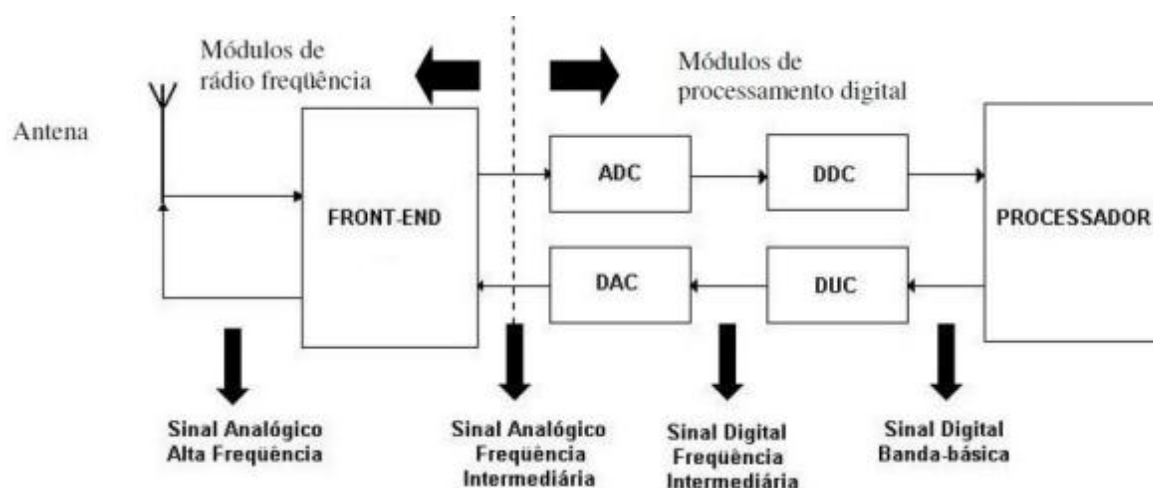 Módulos de
rádio freqüência
Módulos de
processamento digital
Antena
FRONT-END
ADC
DDC
PROCESSADOR
DAC
DUC
Sinal Analógico
Alta Freqüência
Sinal Analógico
Freqüência
Intermediária
Sinal Digital
Freqüência
Intermediária
Sinal Digital
Banda-básica